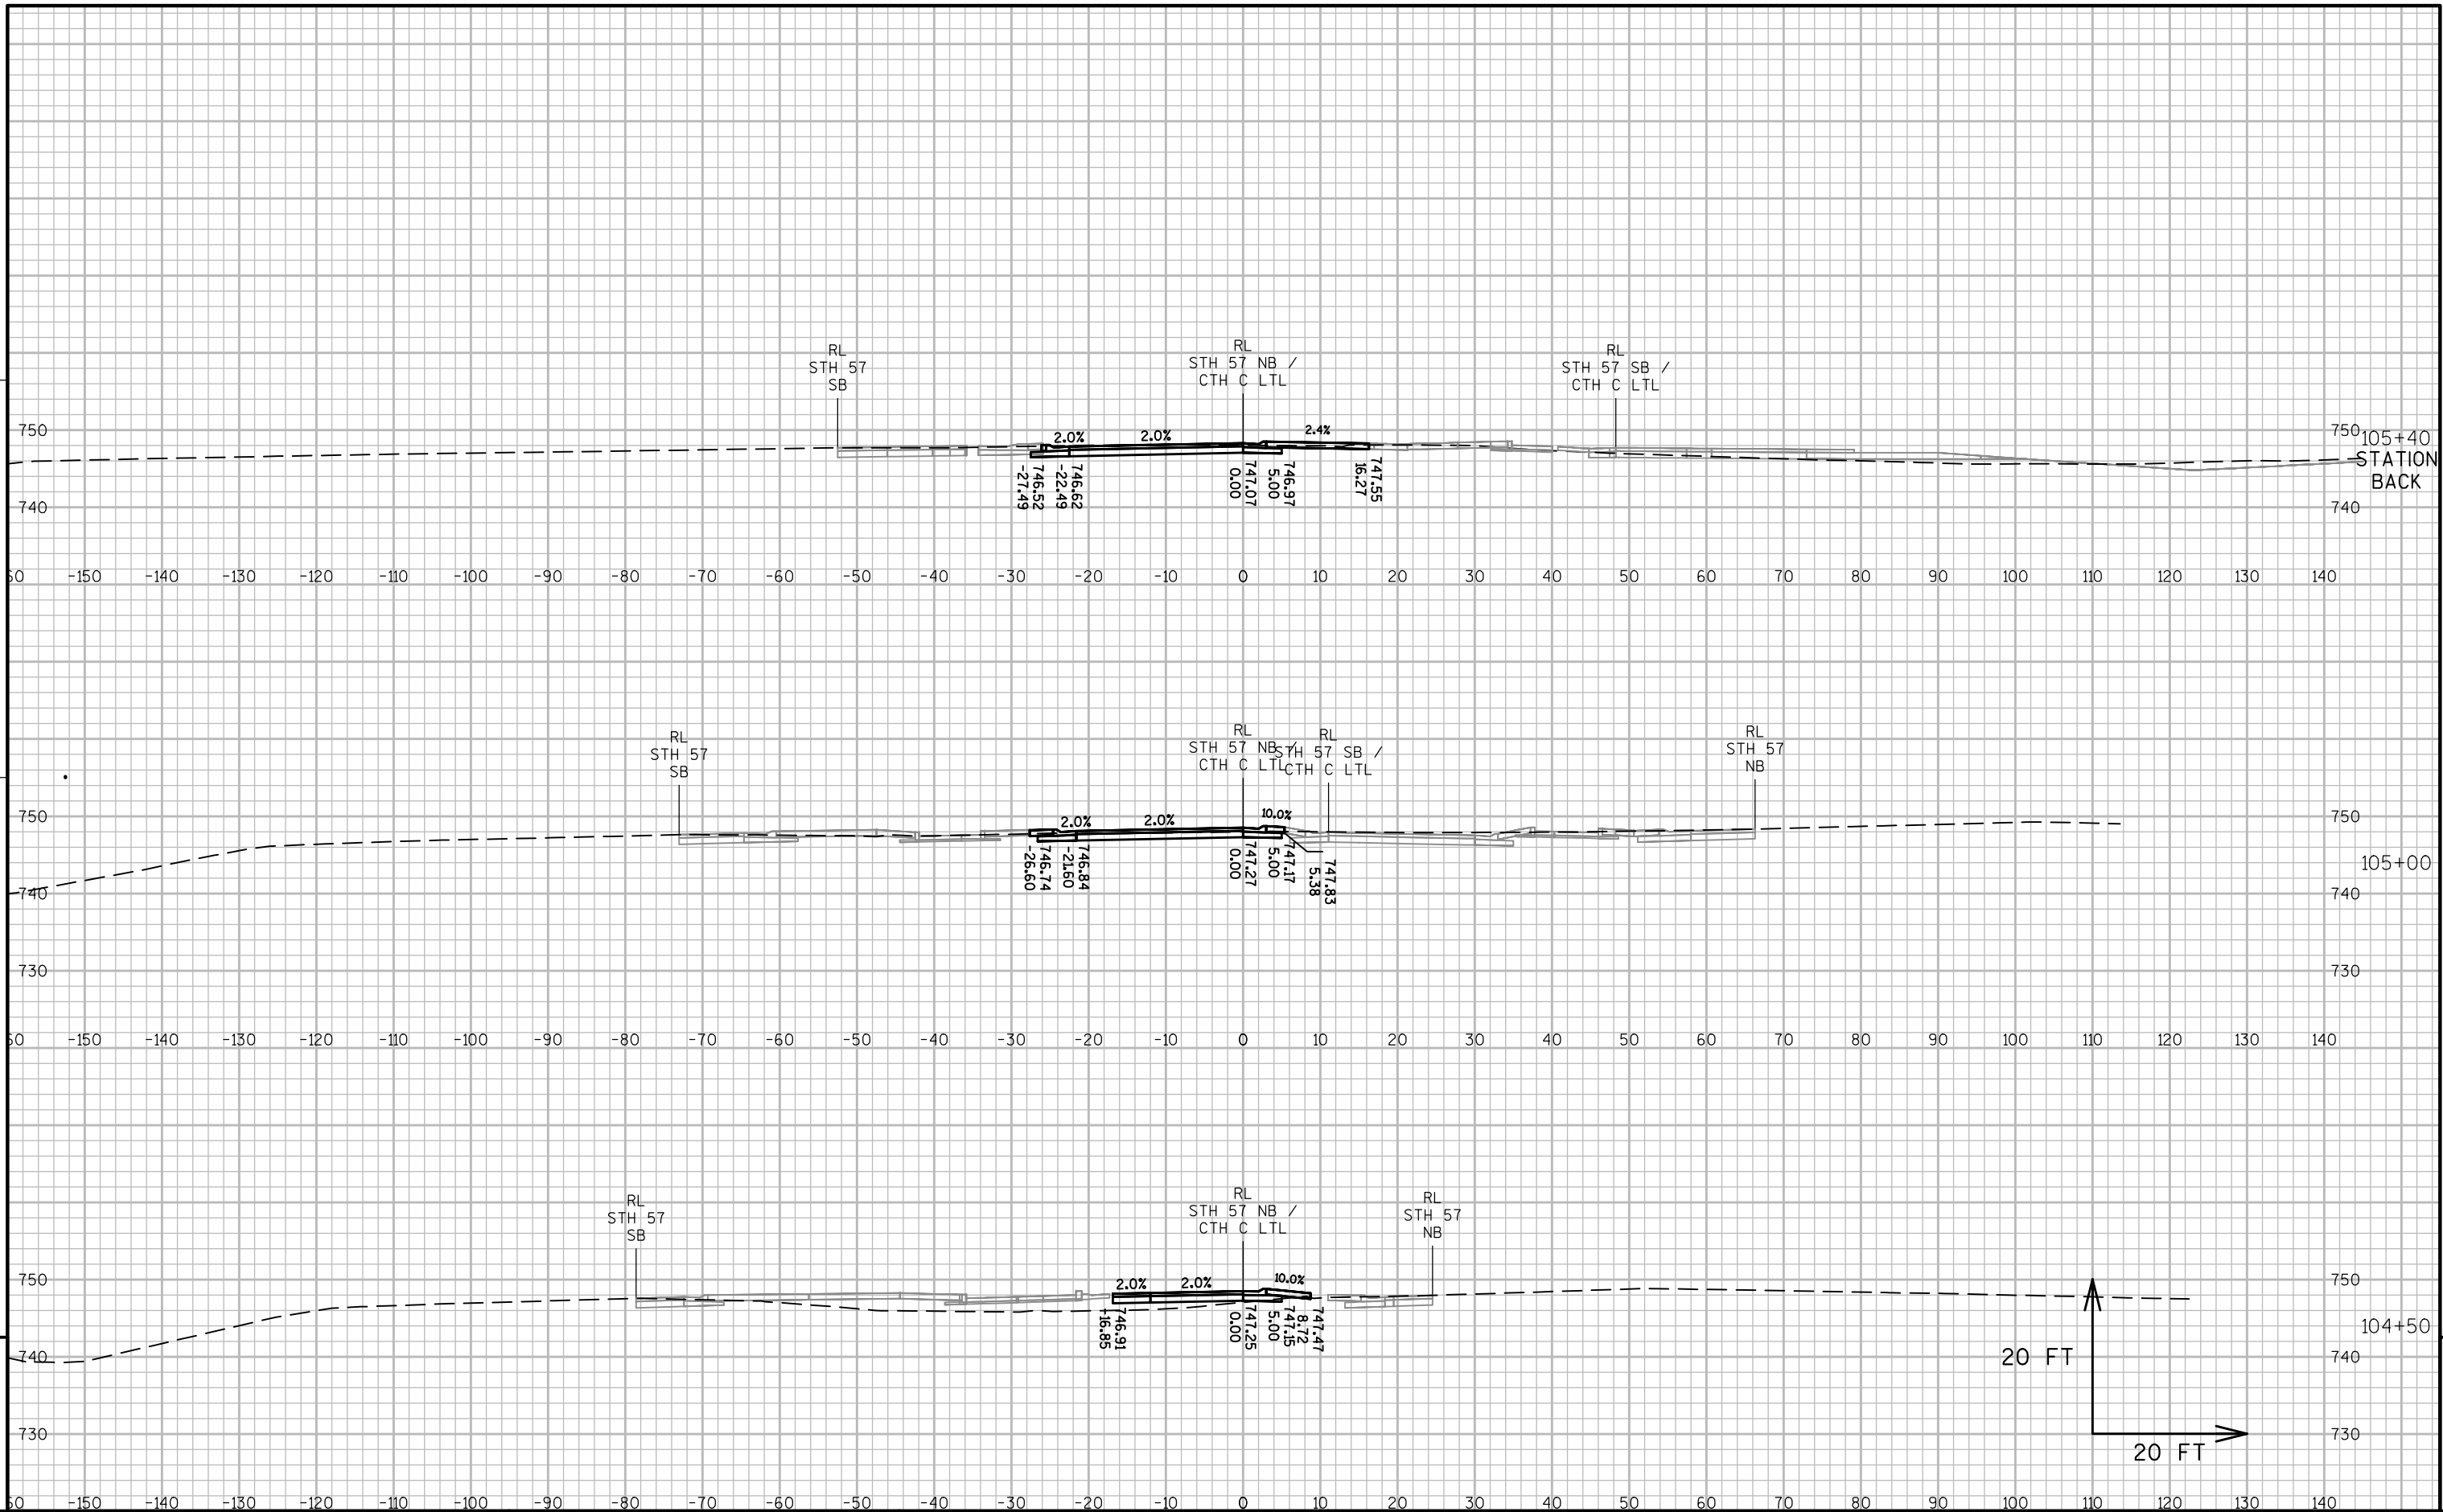 RL
STH 57
SB
RL
STH 57 NB /
CTH C LTL
RL
STH 57 SB /
CTH C LTL
2.0%
2.0%
2.4%
750
750
105+40
STATION
BACK
746.52
-27.49
746.62
-22.49
747.07
0.00
746.97
5.00
747.55
16.27
740
740
-150 -140 -130 -120 -110 -100 -90 -80 -70 -60 -50 -40 -30 -20 -10 0 10 20 30 40 50 60 70 80 90 100 110 120 130 140
RL
STH 57
SB
RL
STH 57 NB /
CTH C LTL
RL
STH 57 SB /
CTH C LTL
RL
STH 57
NB
2.0%
2.0%
10.0%
750
750
105+00
746.74
-26.60
746.84
-21.60
747.27
0.00
747.17
5.00
747.83
5.38
740
740
730
730
-150 -140 -130 -120 -110 -100 -90 -80 -70 -60 -50 -40 -30 -20 -10 0 10 20 30 40 50 60 70 80 90 100 110 120 130 140
RL
STH 57
SB
RL
STH 57 NB /
CTH C LTL
RL
STH 57
NB
2.0%
2.0%
10.0%
750
750
104+50
746.91
-16.85
747.25
0.00
747.15
5.00
747.47
8.72
740
740
20 FT
730
730
20 FT
-150 -140 -130 -120 -110 -100 -90 -80 -70 -60 -50 -40 -30 -20 -10 0 10 20 30 40 50 60 70 80 90 100 110 120 130 140